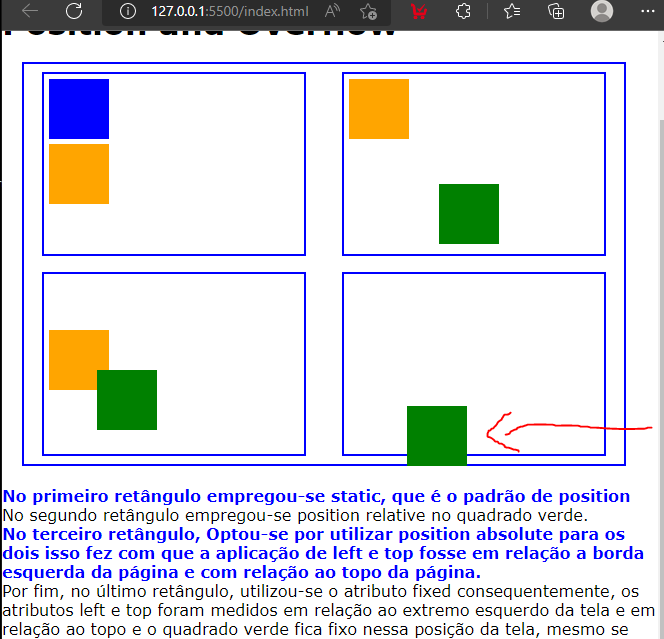 127.0.0.1:5500/index.html
Position and Overflow
No primeiro retângulo empregou-se static, que é o padrão de position
No segundo retângulo empregou-se position relative no quadrado verde.
No terceiro retângulo, Optou-se por utilizar position absolute para os
dois isso fez com que a aplicação de left e top fosse em relação a borda
esquerda da página e com relação ao topo da página.
Por fim, no último retângulo, utilizou-se o atributo fixed consequentemente, os
atributos left e top foram medidos em relação ao extremo esquerdo da tela e em
relação ao topo e o quadrado verde fica fixo nessa posição da tela, mesmo se